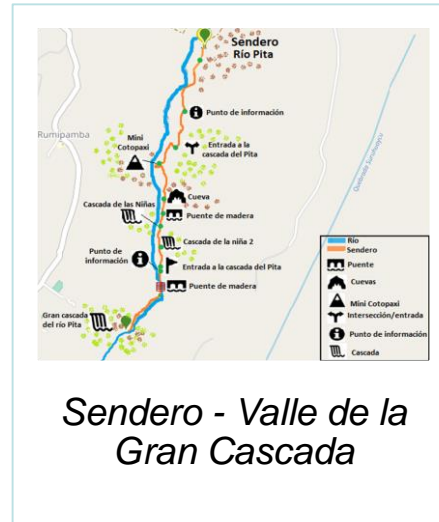 Sendero
Río Pita
Punto de información
Rumipamba
Mini
Cotopaxi
Entrada a la
cascada del Pita
Cueva
Cascada de las Niñas
Puente de madera
Cascada de la niña 2
Punto de
información
Entrada a la cascada del Pita
Puente de madera
Gran cascada
del río Pita
Río
Sendero
Puente
Cuevas
Mini Cotopaxi
Intersección/entrada
Punto de información
Cascada
Sendero - Valle de la
Gran Cascada